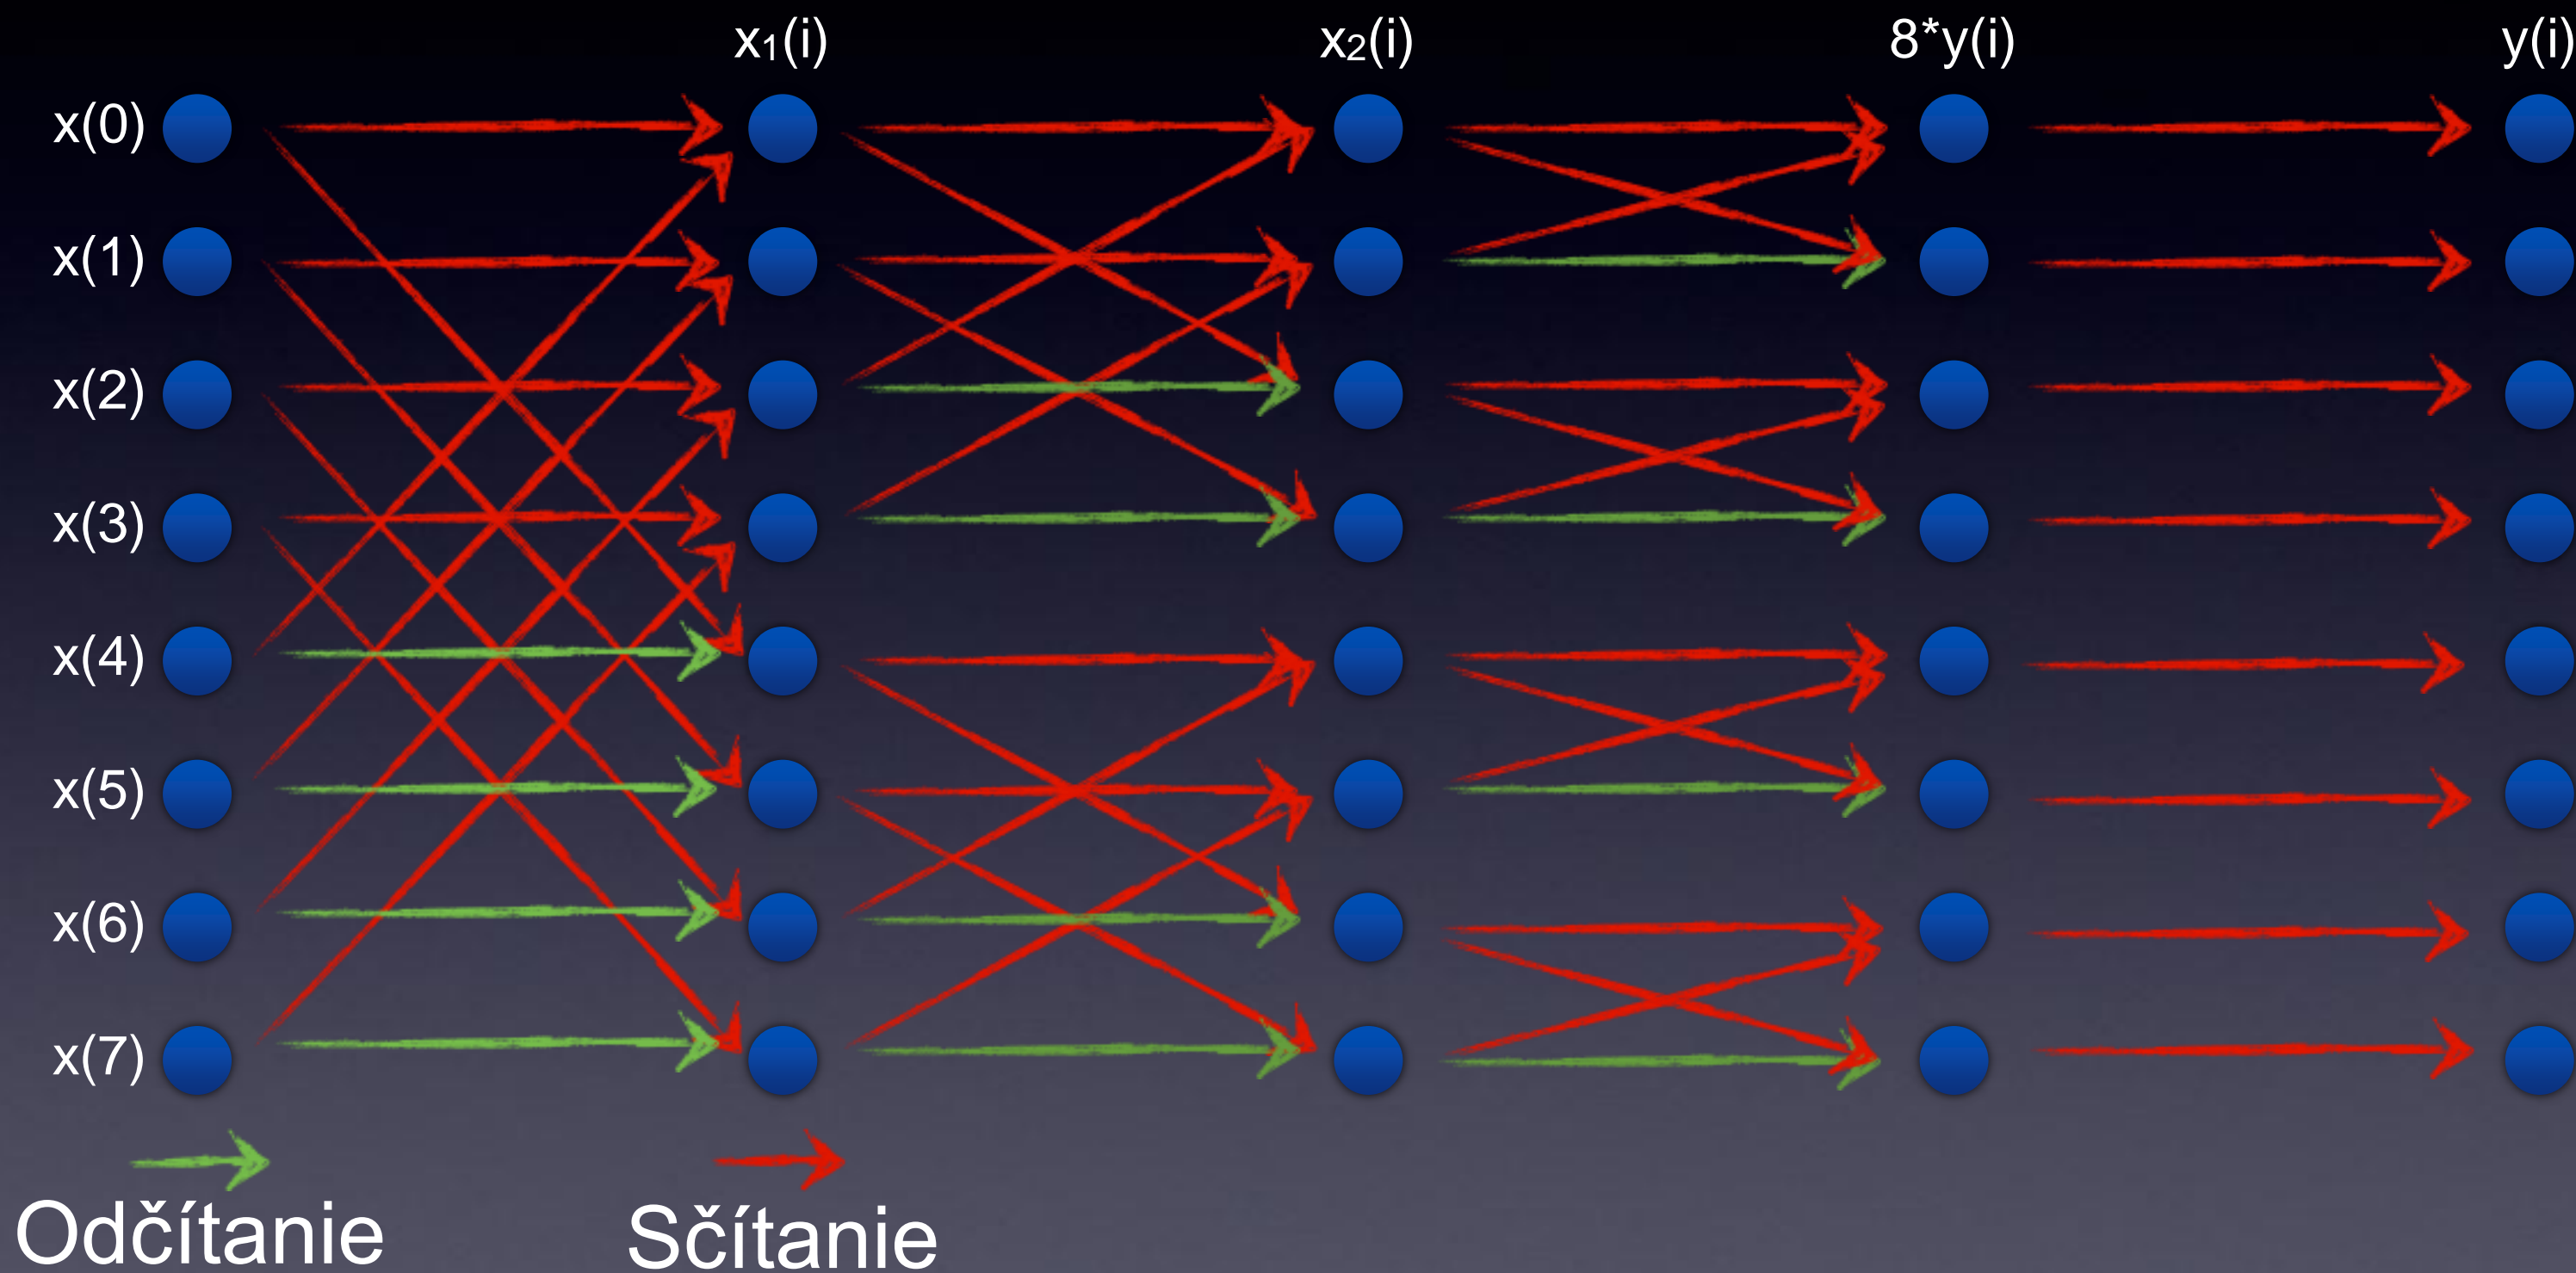 x₁(i) x₂(i) 8*y(i) y(i)
x(0)
x(1)
x(2)
x(3)
x(4)
x(5)
x(6)
x(7)
Odčítanie Sčítanie